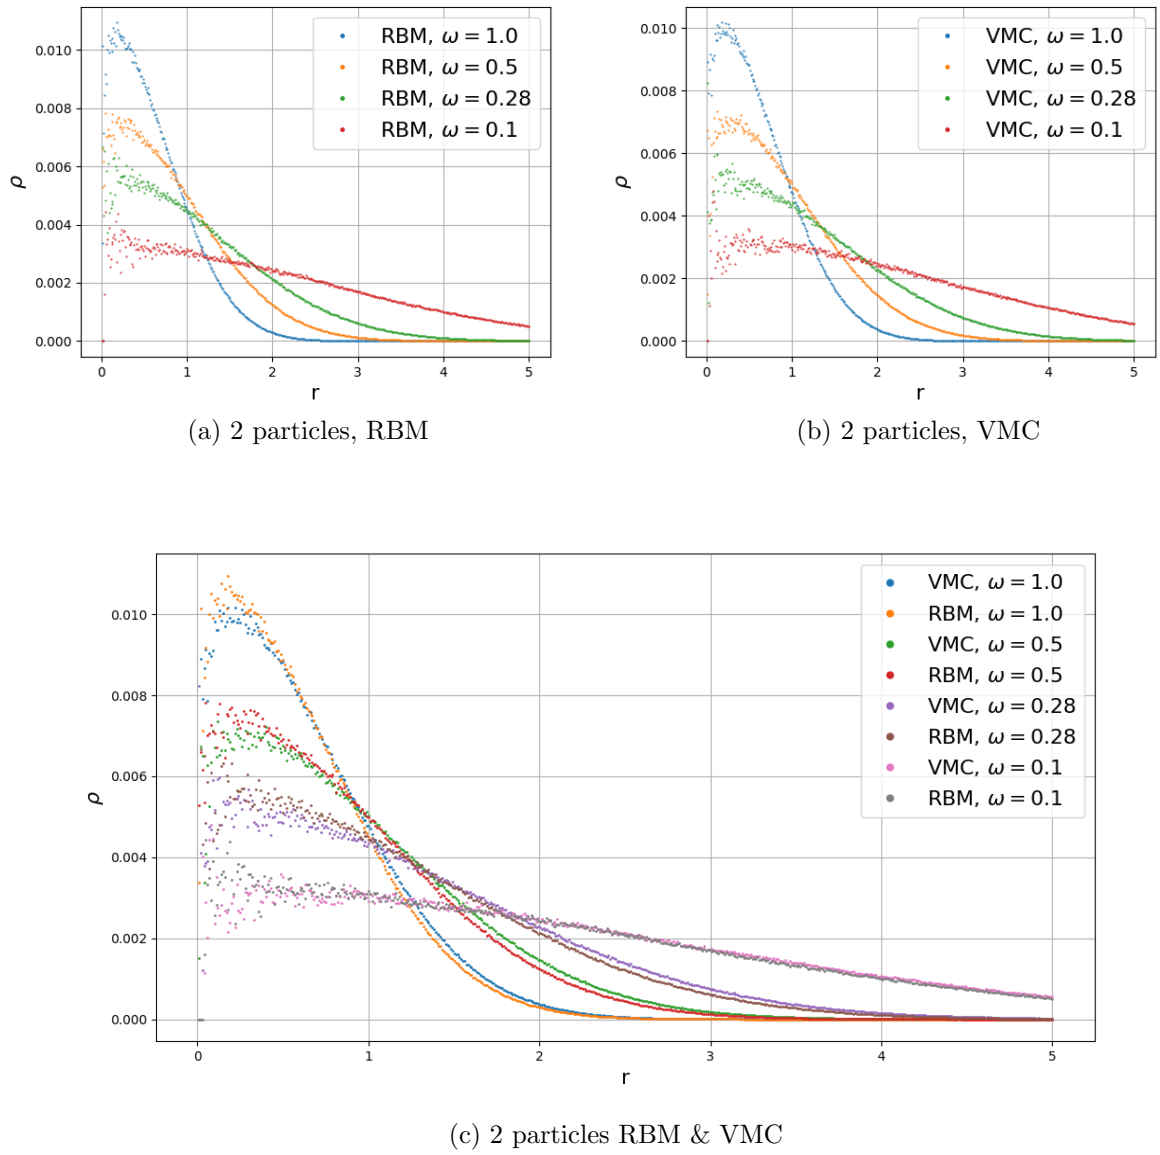 RBM, ω = 1.0
RBM, ω = 0.5
RBM, ω = 0.28
RBM, ω = 0.1
0.010
0.008
0.006
0.004
0.002
0.000
ρ
0 1 2 3 4 5
r
(a) 2 particles, RBM
VMC, ω = 1.0
VMC, ω = 0.5
VMC, ω = 0.28
VMC, ω = 0.1
0.010
0.008
0.006
0.004
0.002
0.000
ρ
0 1 2 3 4 5
r
(b) 2 particles, VMC
VMC, ω = 1.0
RBM, ω = 1.0
VMC, ω = 0.5
RBM, ω = 0.5
VMC, ω = 0.28
RBM, ω = 0.28
VMC, ω = 0.1
RBM, ω = 0.1
0.010
0.008
0.006
0.004
0.002
0.000
ρ
0 1 2 3 4 5
r
(c) 2 particles RBM & VMC